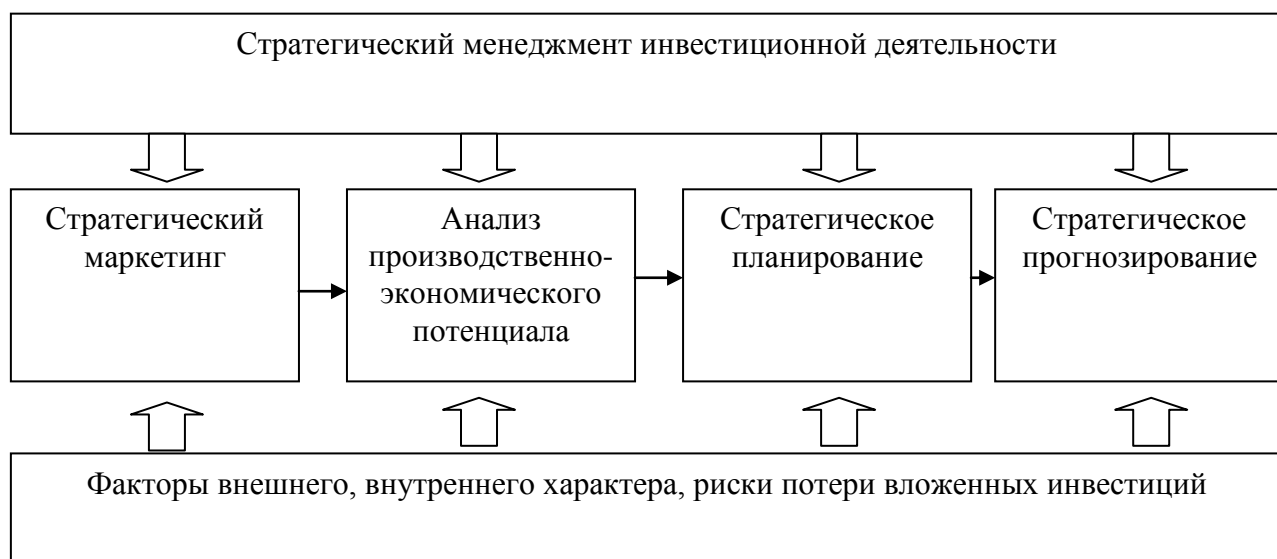 Стратегический менеджмент инвестиционной деятельности
Стратегический
маркетинг
Анализ
производственно-
экономического
потенциала
Стратегическое
планирование
Стратегическое
прогнозирование
Факторы внешнего, внутреннего характера, риски потери вложенных инвестиций